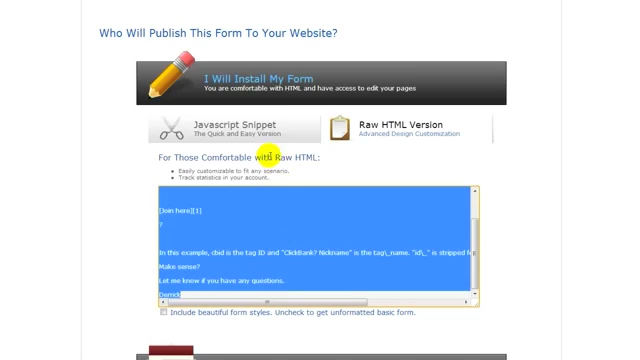 Who Will Publish This Form To Your Website?
I Will Install My Form
You are comfortable with HTML and have access to edit your pages
Javascript Snippet
The Quick and Easy Version
Raw HTML Version
Advanced Design Customization
For Those Comfortable with Raw HTML:
Easily customizable to fit any scenario.
Track statistics in your account.
[Join here][1]
?
In this example, cbid is the tag ID and "ClickBank? Nickname" is the tag\_name. "id\_" is stripped
Make sense?
Let me know if you have any questions.
Derrick
Include beautiful form styles. Uncheck to get unformatted basic form.